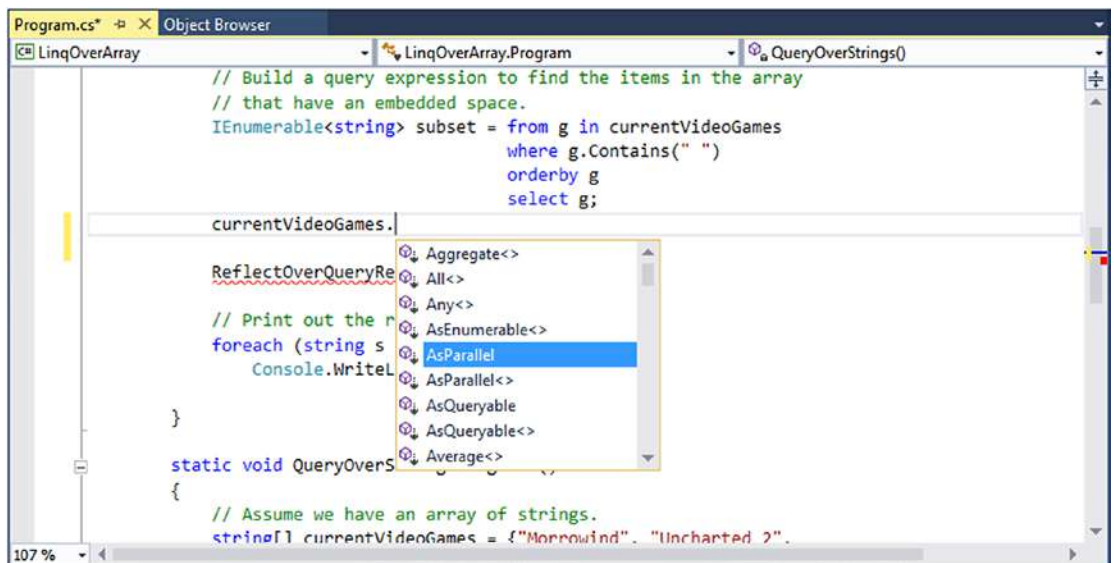 Program.cs* Object Browser
C# LinqOverArray LinqOverArray.Program QueryOverStrings()
// Build a query expression to find the items in the array
// that have an embedded space.
IEnumerable<string> subset = from g in currentVideoGames
where g.Contains(" ")
orderby g
select g;
currentVideoGames.
Aggregate<>
ReflectOverQueryRe
All<>
Any<>
// Print out the r
AsEnumerable<>
foreach (string s
AsParallel
Console.WriteL
AsParallel<>
AsQueryable
}
AsQueryable<>
Average<>
static void QueryOverS
{
// Assume we have an array of strings.
string[] currentVideoGames = {"Morrowind", "Uncharted 2",
107 %